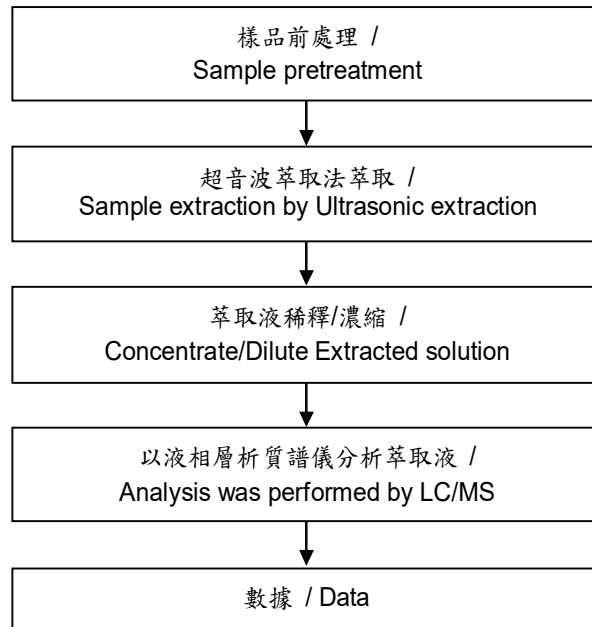 樣品前處理 /
Sample pretreatment
超音波萃取法萃取 /
Sample extraction by Ultrasonic extraction
萃取液稀釋/濃縮 /
Concentrate/Dilute Extracted solution
以液相層析質譜儀分析萃取液 /
Analysis was performed by LC/MS
數據 / Data